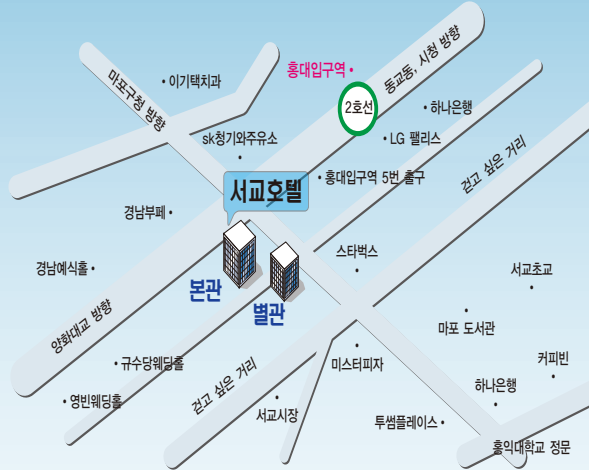 마포구청 방향
• 이기택치과
홍대입구역 •
동교동, 시청 방향
2호선
• 하나은행
sk청기와주유소
• LG 팰리스
걷고 싶은 거리
• 홍대입구역 5번 출구
서교호텔
경남부페 •
스타벅스
경남예식홀 •
본관
별관
서교초교
양화대교 방향
마포 도서관
• 규수당웨딩홀
미스터피자
커피빈
걷고 싶은 거리
하나은행
• 영빈웨딩홀
서교시장
투썸플레이스 •
홍익대학교 정문